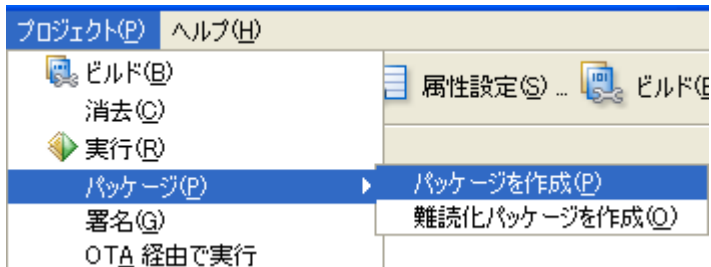 プロジェクト(P) ヘルプ(H)
ビルド(B)
属性設定(S) ... ビルド(B
消去(C)
実行(R)
パッケージ(P)
パッケージを作成(P)
署名(G)
難読化パッケージを作成(O)
OTA 経由で実行